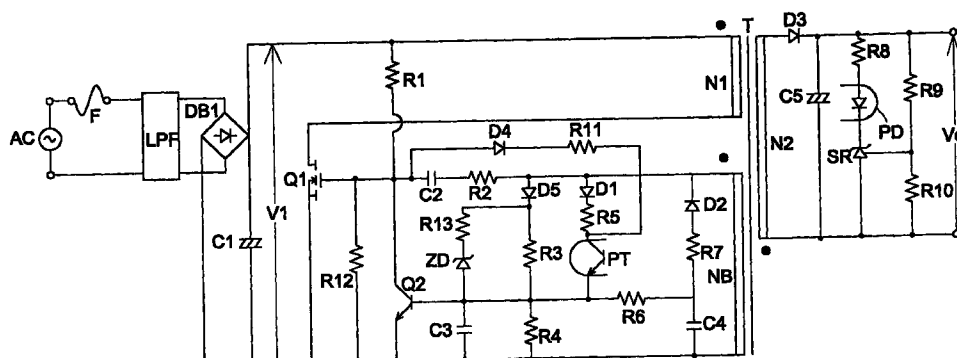 T
D3
R1
R8
DB1
N1
C5
R9
F
AC
LPF
D4
R11
PD
V
N2
SR
Q1
C2
R2
D5
D1
R10
V1
D2
R13
R5
C1
R12
ZD
R3
PT
R7
NB
Q2
C3
R4
R6
C4